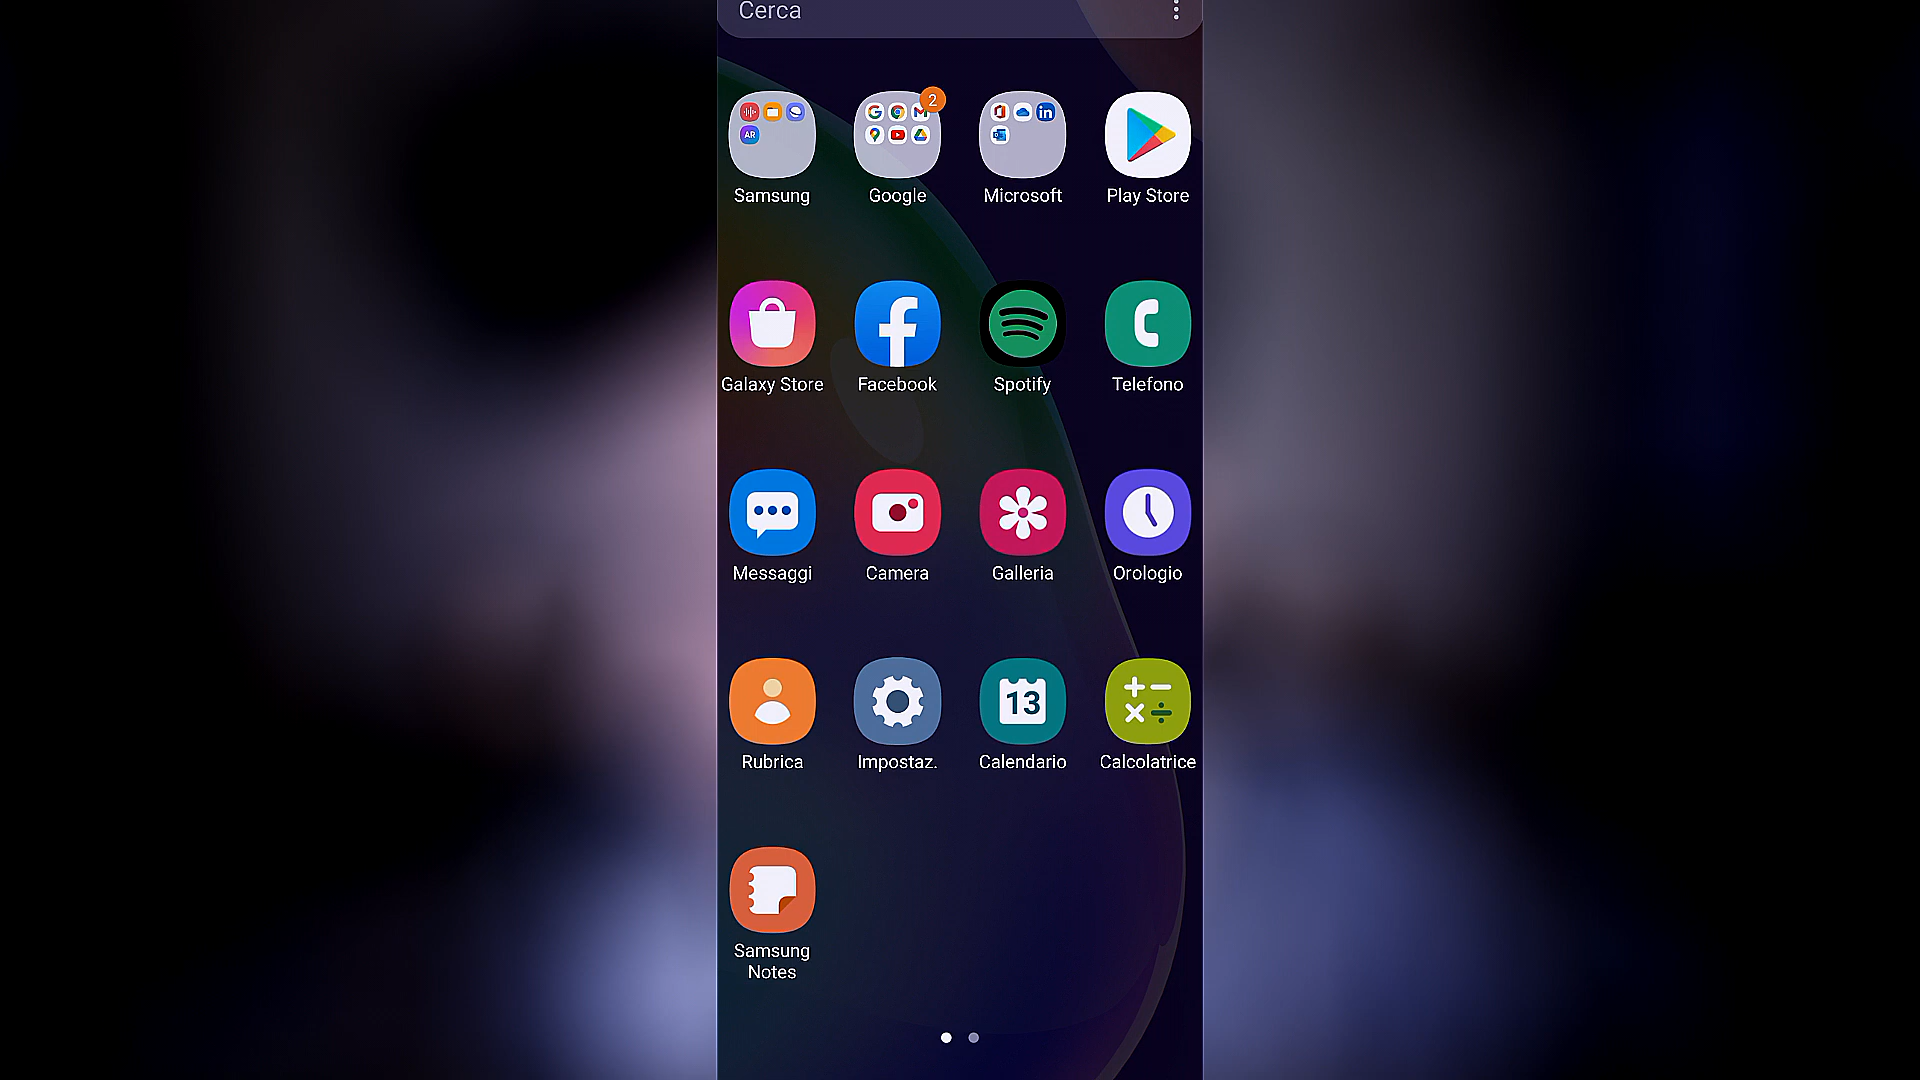 Cerca
2
AR
Samsung
Google
Microsoft
Play Store
Galaxy Store
Facebook
Spotify
Telefono
Messaggi
Camera
Galleria
Orologio
13
Rubrica
Impostaz.
Calendario
Calcolatrice
Samsung
Notes